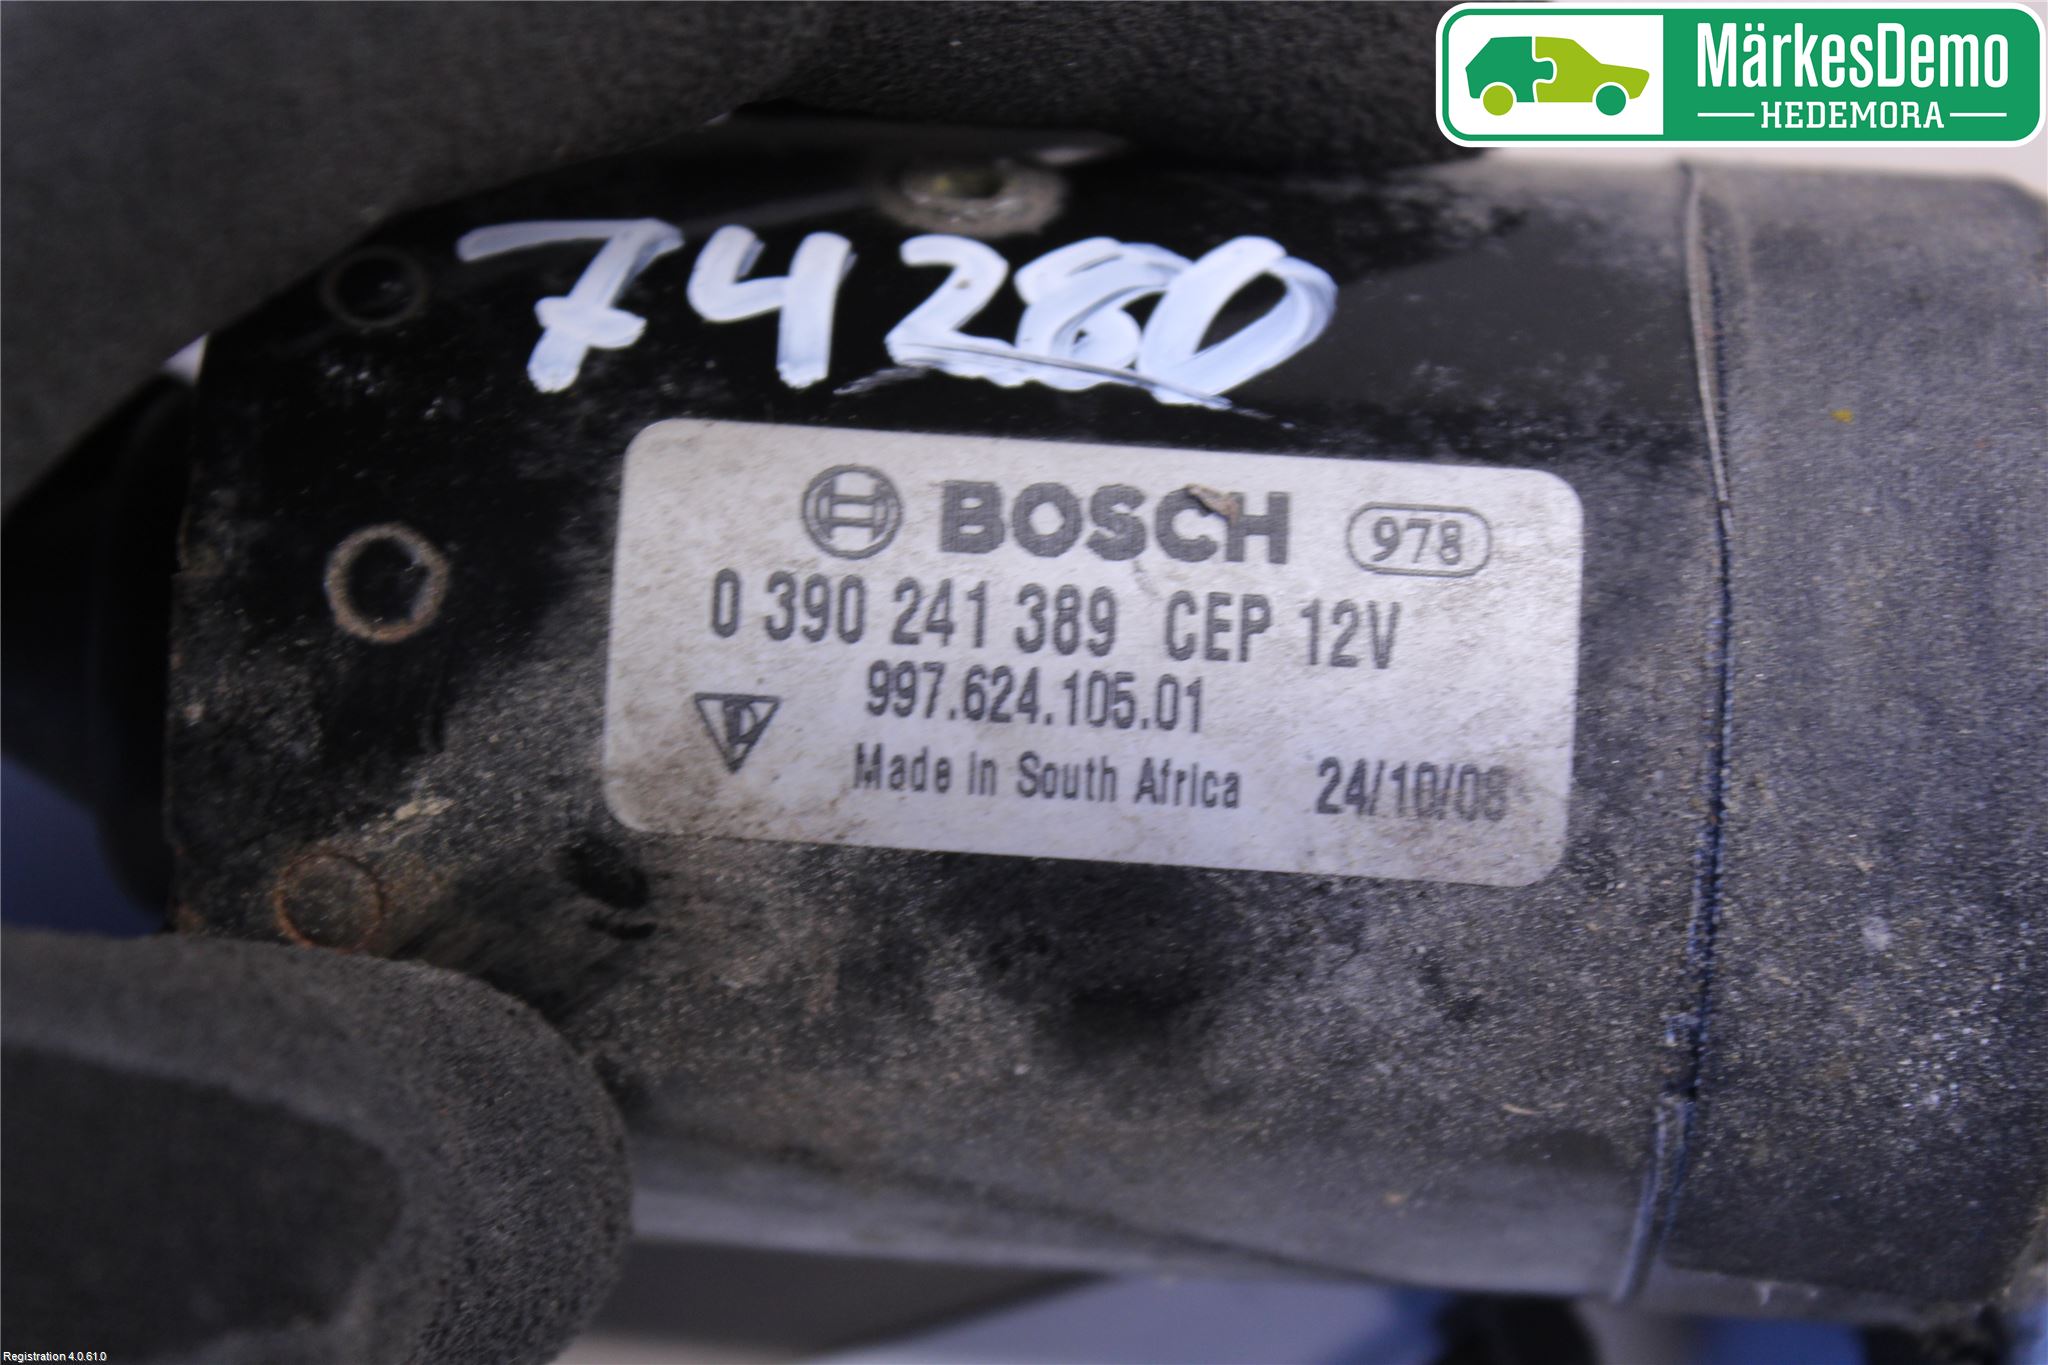 MärkesDemo
HEDEMORA
74280
BOSCH 978
0 390 241 389 CEP 12V
997.624.105.01
Made in South Africa 24/10/08
Registration 4.0.61.0